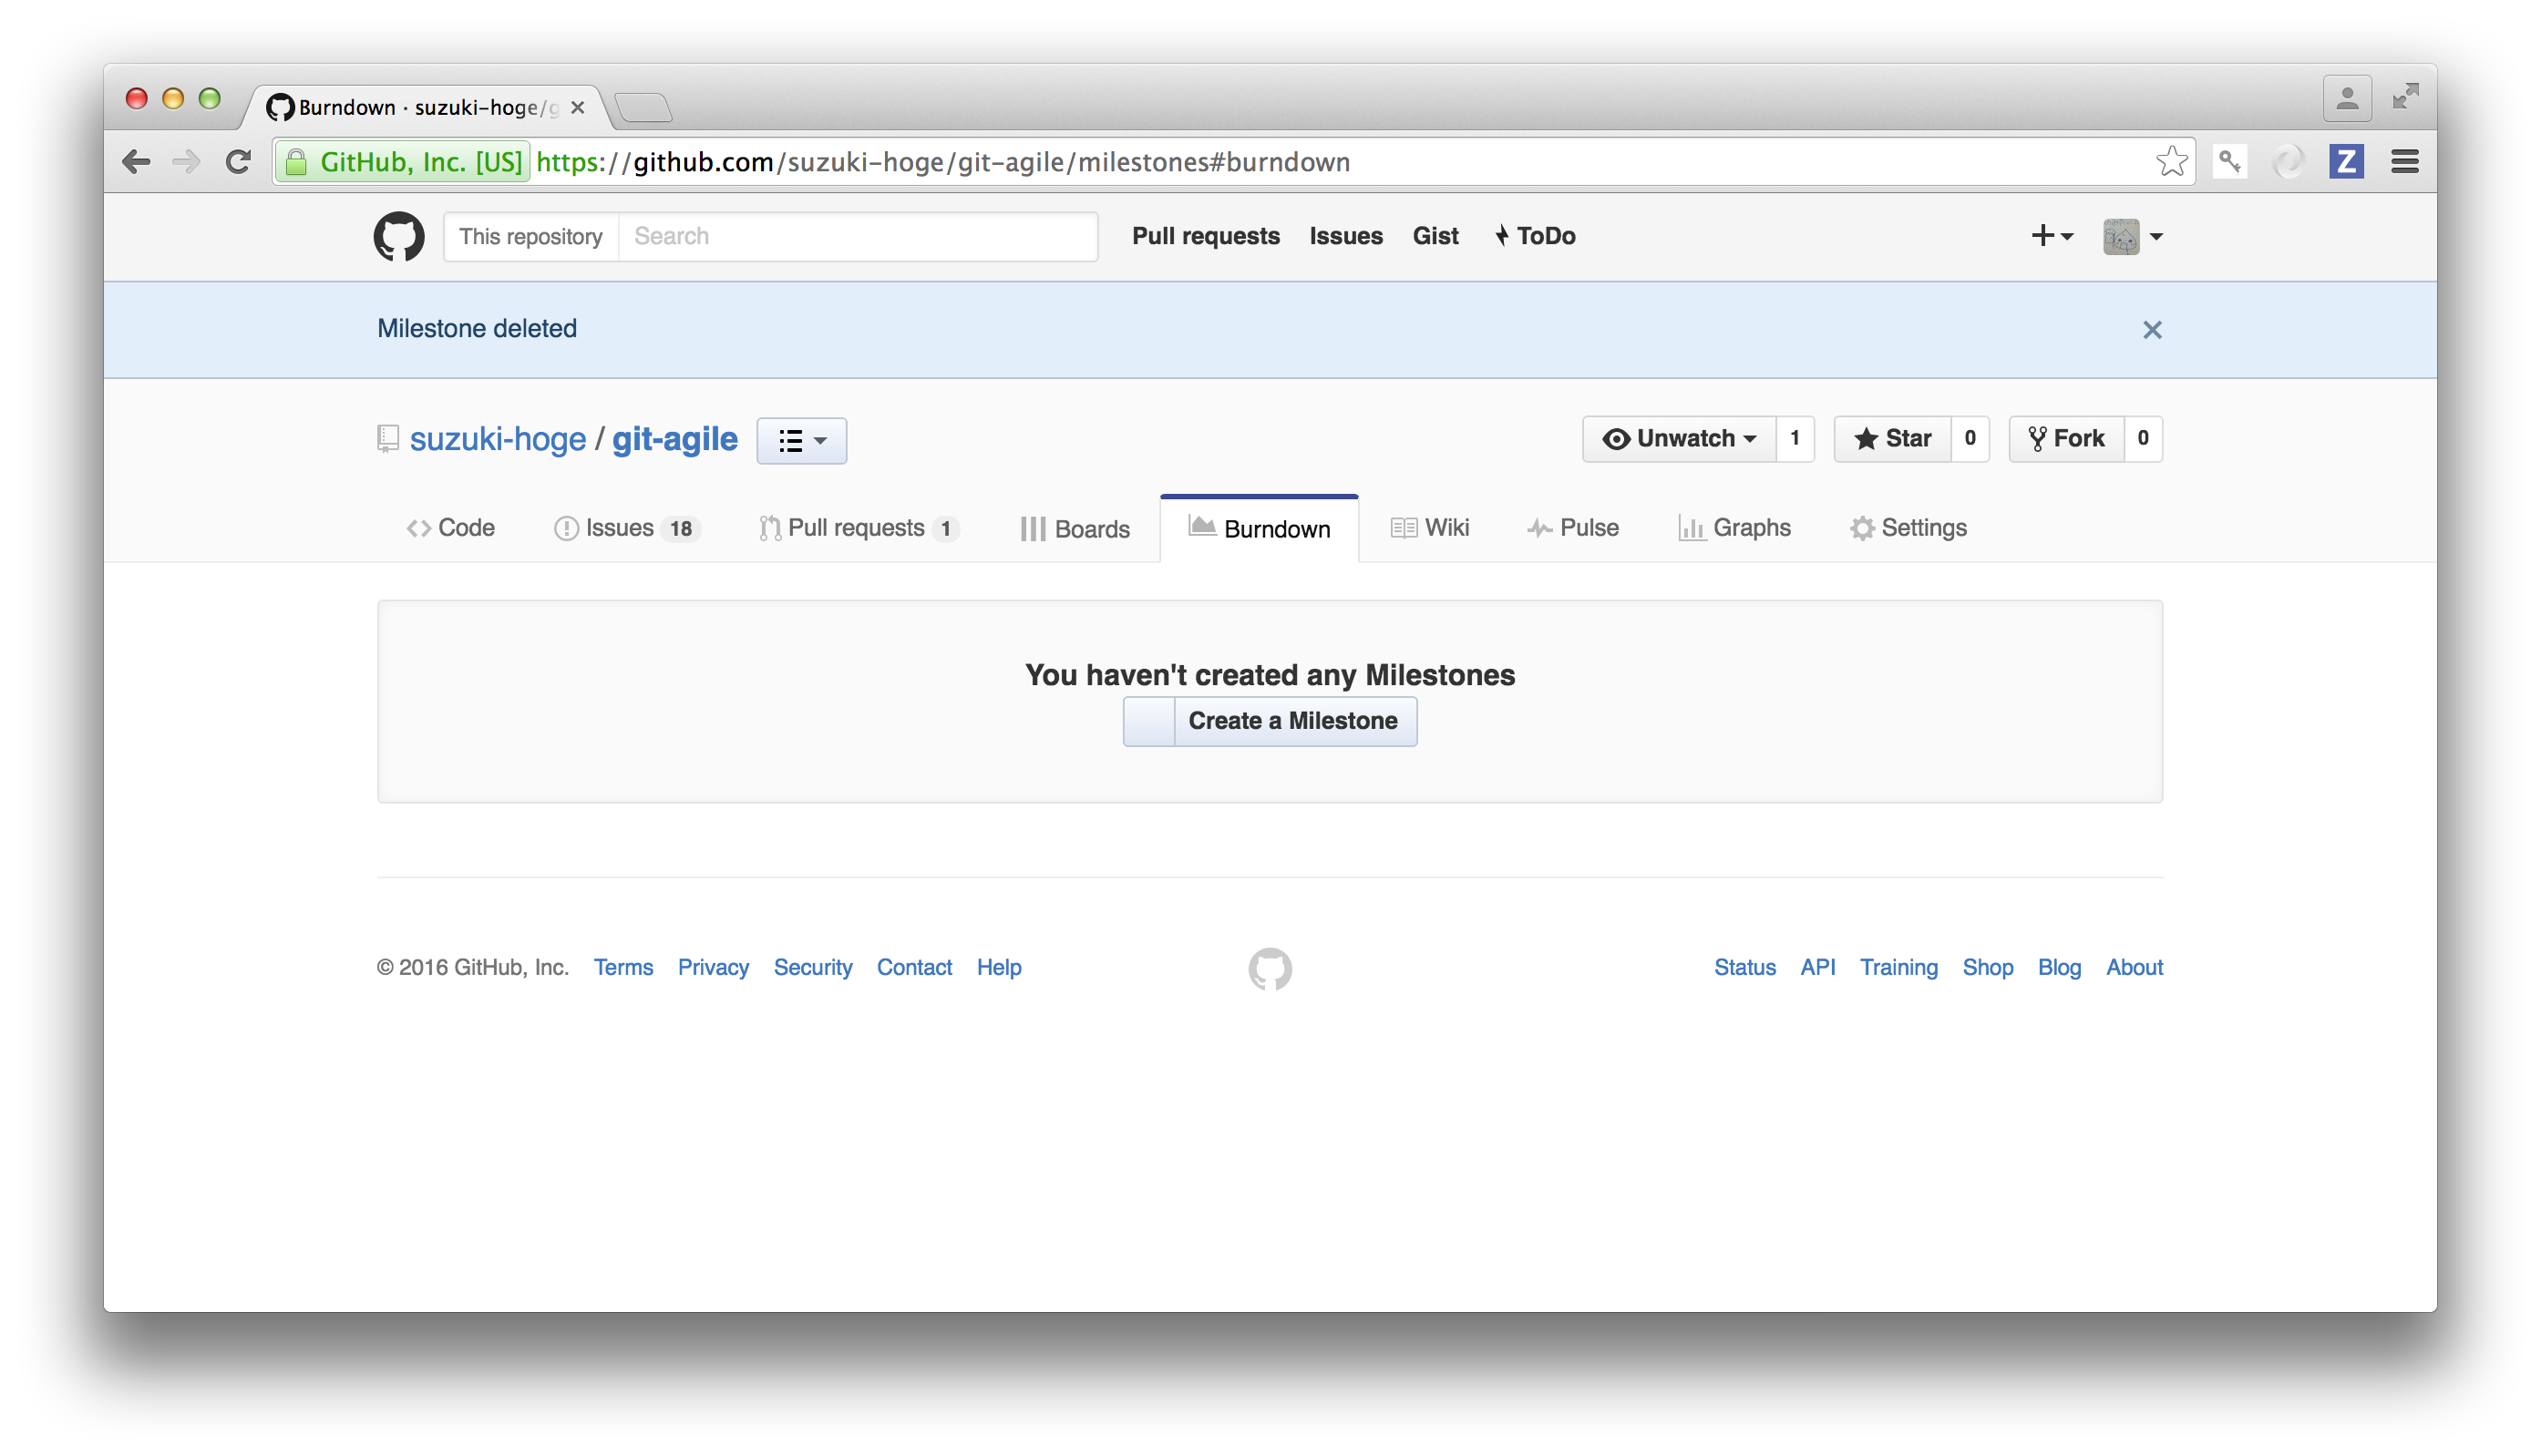 Burdown · suzuki-hoge/g
GitHub, Inc. [US] https://github.com/suzuki-hoge/git-agile/milestones#burndown
This repository Search Pull requests Issues Gist ToDo
Milestone deleted
suzuki-hoge / git-agile Unwatch 1 Star 0 Fork 0
Code Issues 18 Pull requests 1 Boards Burndown Wiki Pulse Graphs Settings
You haven't created any Milestones
Create a Milestone
© 2016 GitHub, Inc. Terms Privacy Security Contact Help Status API Training Shop Blog About